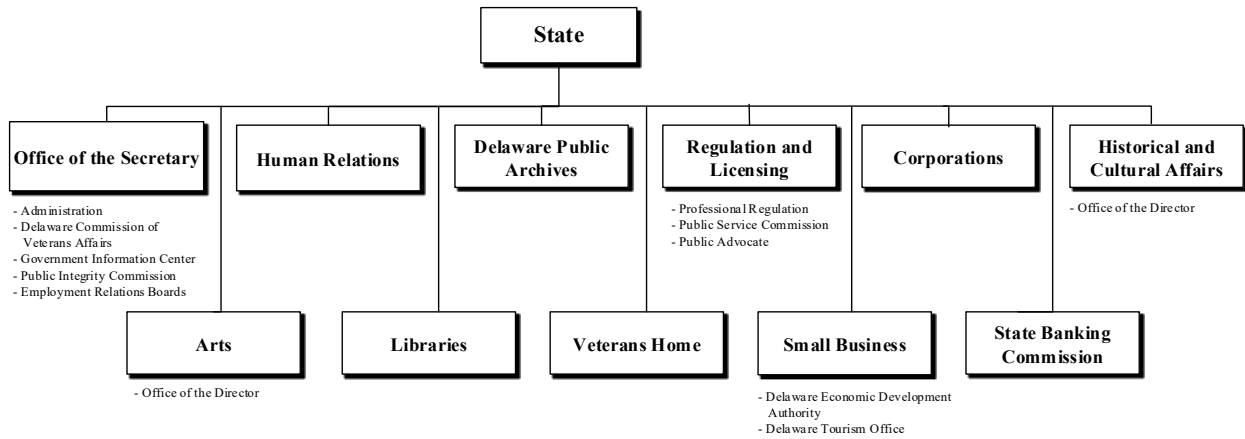 State
Office of the Secretary
- Administration
- Delaware Commission of
Veterans Affairs
- Government Information Center
- Public Integrity Commission
- Employment Relations Boards
Human Relations
Delaware Public
Archives
Regulation and
Licensing
- Professional Regulation
- Public Service Commission
- Public Advocate
Corporations
Historical and
Cultural Affairs
- Office of the Director
Arts
- Office of the Director
Libraries
Veterans Home
Small Business
- Delaware Economic Development
Authority
- Delaware Tourism Office
State Banking
Commission